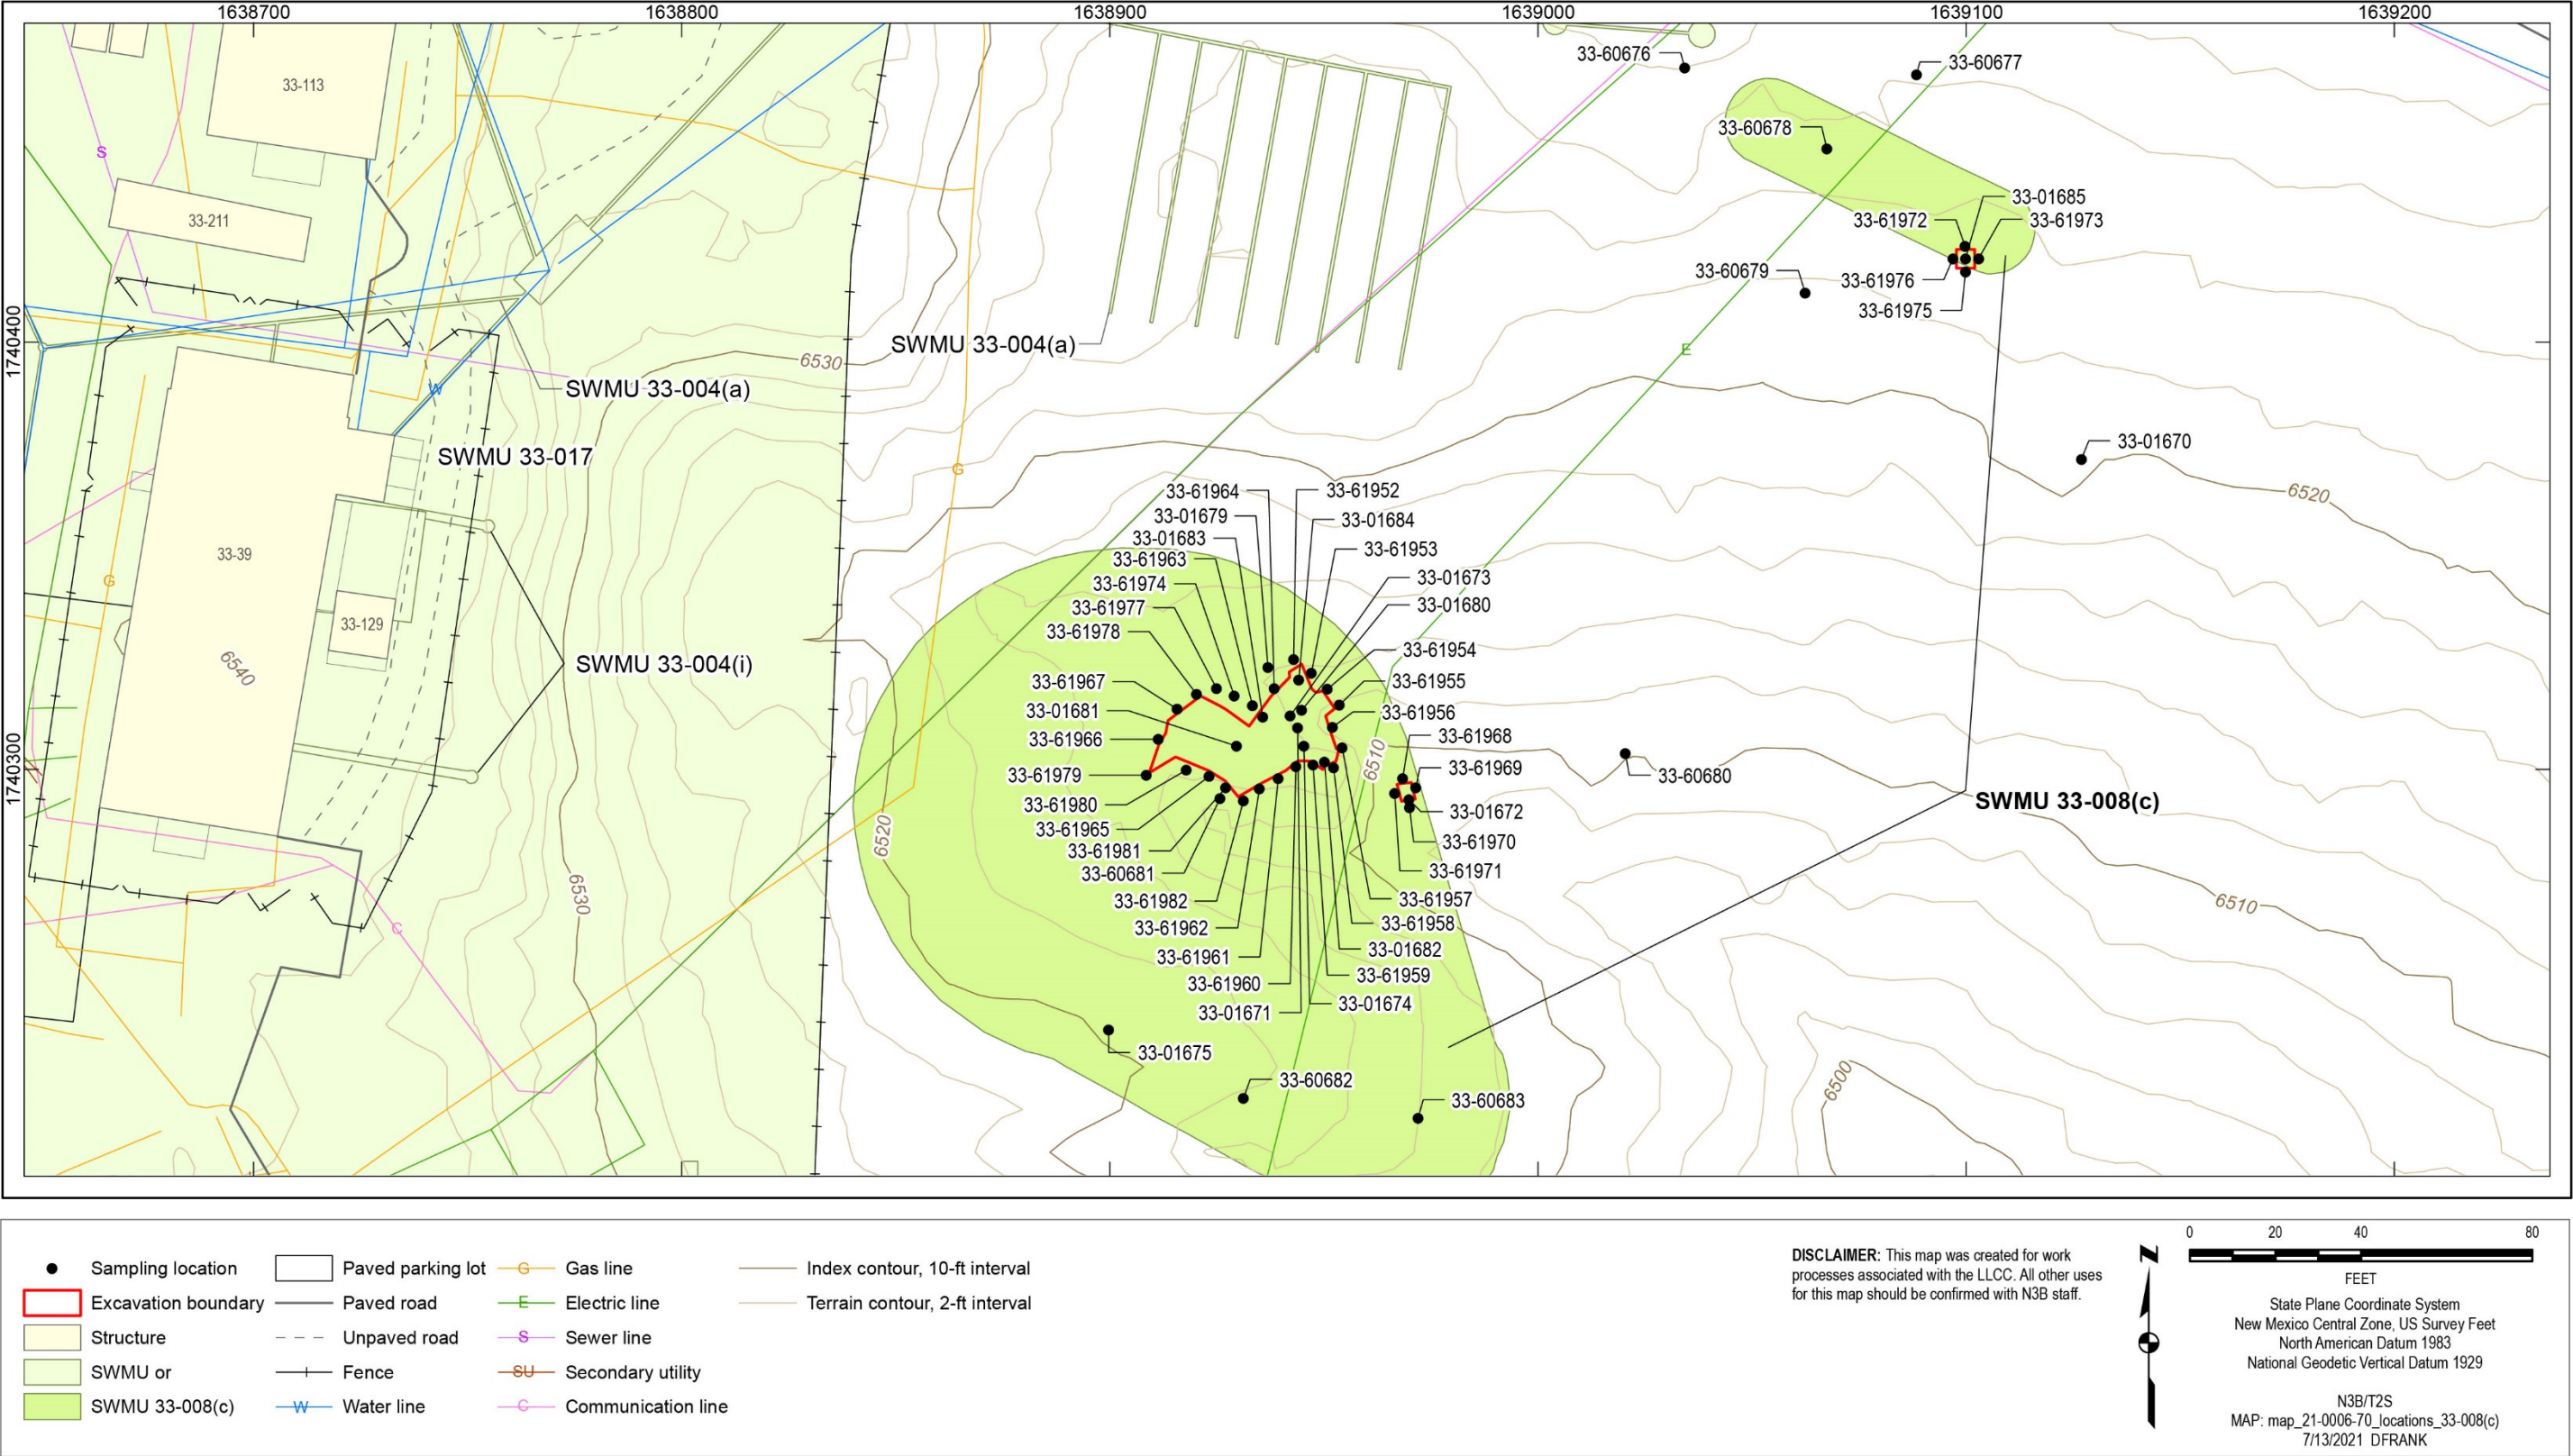 1638700
1638800
1638900
1639000
1639100
1639200
33-60676
33-60677
33-113
33-60678
S
33-01685
33-211
33-61972
33-61973
33-60679
33-61976
33-61975
1740400
SWMU 33-004(a)
E
6530
W
SWMU 33-004(a)
33-01670
SWMU 33-017
G
6520
33-61964
33-61952
33-01679
33-01684
33-01683
33-61953
33-39
33-61963
33-61974
33-01673
G
33-61977
33-01680
33-129
33-61978
33-61954
6540
SWMU 33-004(i)
33-61967
33-61955
33-01681
33-61956
33-61966
33-61968
1740300
6510
33-61979
33-61969
33-60680
33-61980
33-01672
SWMU 33-008(c)
33-61965
6520
33-61970
33-61981
33-60681
33-61971
6530
33-61982
33-61957
6510
33-61962
33-61958
C
33-01682
33-61961
33-61959
33-61960
33-01674
33-01671
33-01675
33-60682
6500
33-60683
Sampling location
Excavation boundary
Structure
SWMU or
SWMU 33-008(c)
Paved parking lot
Paved road
Unpaved road
Fence
W Water line
G Gas line
E Electric line
S Sewer line
SU Secondary utility
C Communication line
Index contour, 10-ft interval
Terrain contour, 2-ft interval
DISCLAIMER: This map was created for work
processes associated with the LLCC. All other uses
for this map should be confirmed with N3B staff.
N
0 20 40 80
FEET
State Plane Coordinate System
New Mexico Central Zone, US Survey Feet
North American Datum 1983
National Geodetic Vertical Datum 1929
N3B/T2S
MAP: map_21-0006-70_locations_33-008(c)
7/13/2021 DFRANK